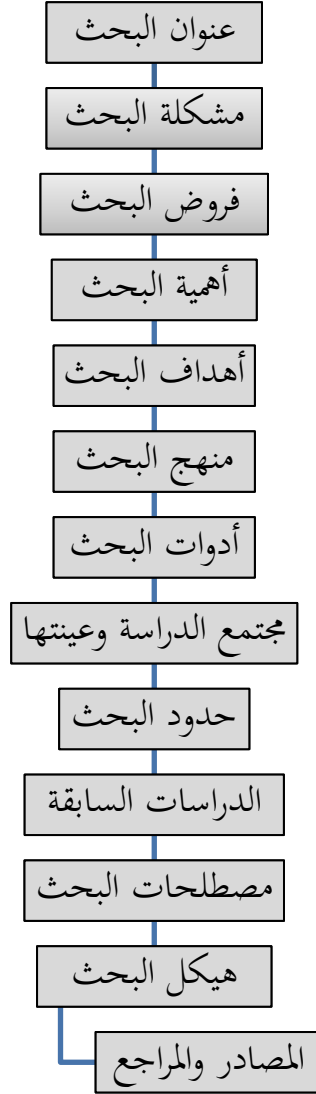 عنوان البحث
مشكلة البحث
فروض البحث
أهمية البحث
أهداف البحث
منهج البحث
أدوات البحث
مجتمع الدراسة وعينتها
حدود البحث
الدراسات السابقة
مصطلحات البحث
هيكل البحث
المصادر والمراجع